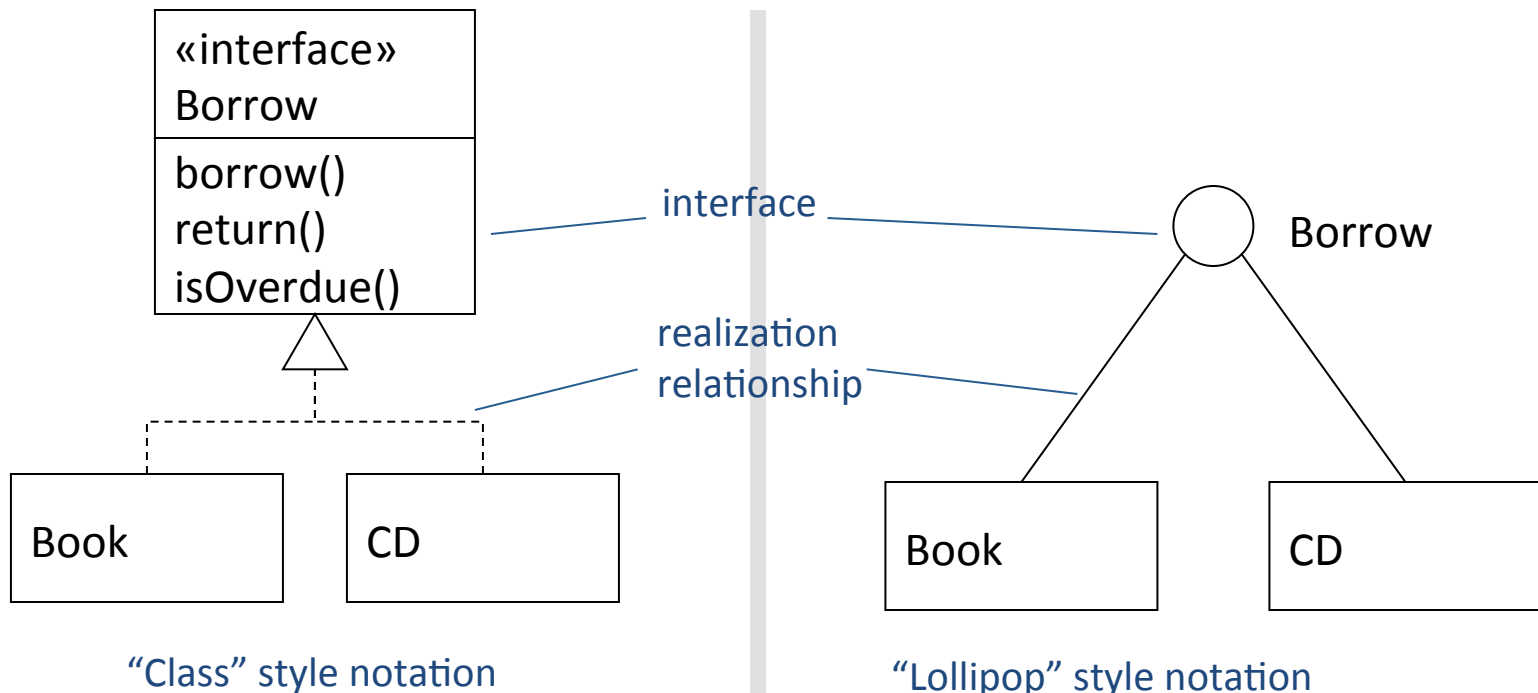 «interface»
Borrow
borrow()
return()
isOverdue()
Book
CD
"Class" style notation
interface
realization
relationship
Borrow
Book
CD
“Lollipop” style notation